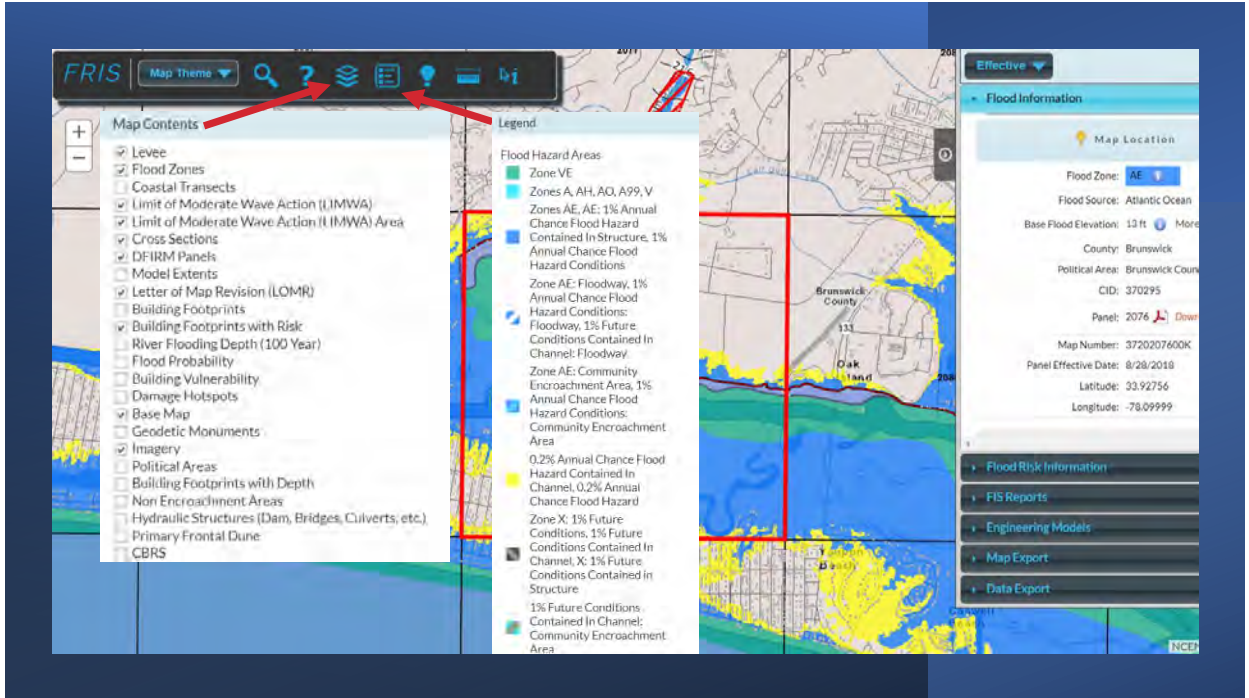 FRIS
Map Theme
?
i
+
−
Map Contents
Levee
Flood Zones
Coastal Transects
Limit of Moderate Wave Action (LIMWA)
Limit of Moderate Wave Action (LIMWA) Area
Cross Sections
DFIRM Panels
Model Extents
Letter of Map Revision (LOMR)
Building Footprints
Building Footprints with Risk
River Flooding Depth (100 Year)
Flood Probability
Building Vulnerability
Damage Hotspots
Base Map
Geodetic Monuments
Imagery
Political Areas
Building Footprints with Depth
Non Encroachment Areas
Hydraulic Structures (Dam, Bridges, Culverts, etc.)
Primary Frontal Dune
CBRS
Legend
Flood Hazard Areas
Zone VE
Zones A, AH, AO, A99, V
Zones AE, AE: 1% Annual
Chance Flood Hazard
Contained In Structure, 1%
Annual Chance Flood
Hazard Conditions
Zone AE: Floodway, 1%
Annual Chance Flood
Hazard Conditions:
Floodway, 1% Future
Conditions Contained In
Channel: Floodway
Zone AE: Community
Encroachment Area, 1%
Annual Chance Flood
Hazard Conditions:
Community Encroachment
Area
0.2% Annual Chance Flood
Hazard Contained In
Channel, 0.2% Annual
Chance Flood Hazard
Zone X: 1% Future
Conditions, 1% Future
Conditions Contained In
Channel, X: 1% Future
Conditions Contained in
Structure
1% Future Conditions
Contained In Channel:
Community Encroachment
Area
2077
Brunswick
County
133
Oak
Island
Beach
Caswell
Effective
Flood Information
Map Location
Flood Zone: AE
Flood Source: Atlantic Ocean
Base Flood Elevation: 13 ft More
County: Brunswick
Political Area: Brunswick Coun
CID: 370295
Panel: 2076 Down
Map Number: 3720207600K
Panel Effective Date: 8/28/2018
Latitude: 33.92756
Longitude: -78.09999
Flood Risk Information
FIS Reports
Engineering Models
Map Export
Data Export
NCEM